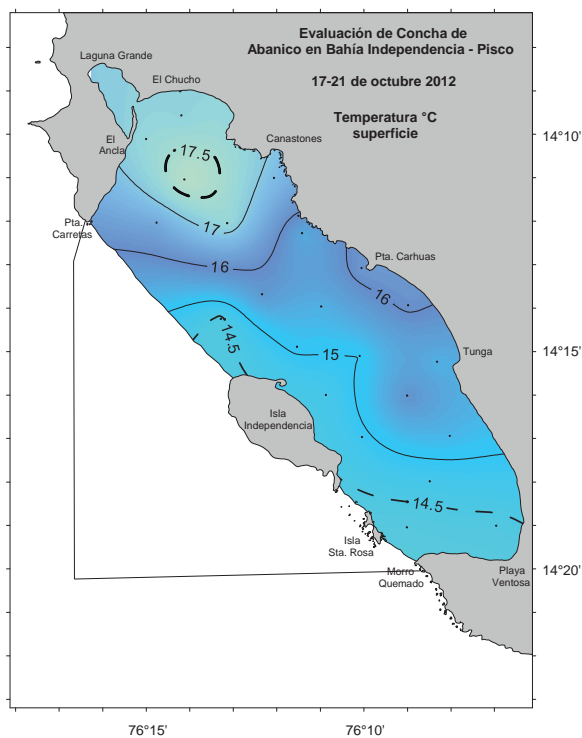 Evaluación de Concha de
Abanico en Bahía Independencia - Pisco
17-21 de octubre 2012
Temperatura °C
superficie
Laguna Grande
El Chucho
El
Ancla
17.5
Canastones
14°10'
17
Pta.
Carretas
16
Pta. Carhuas
16
14.5
15
Tunga
14°15'
Isla
Independencia
14.5
Isla
Sta. Rosa
Morro
Quemado
Playa
Ventosa
14°20'
76°15'
76°10'